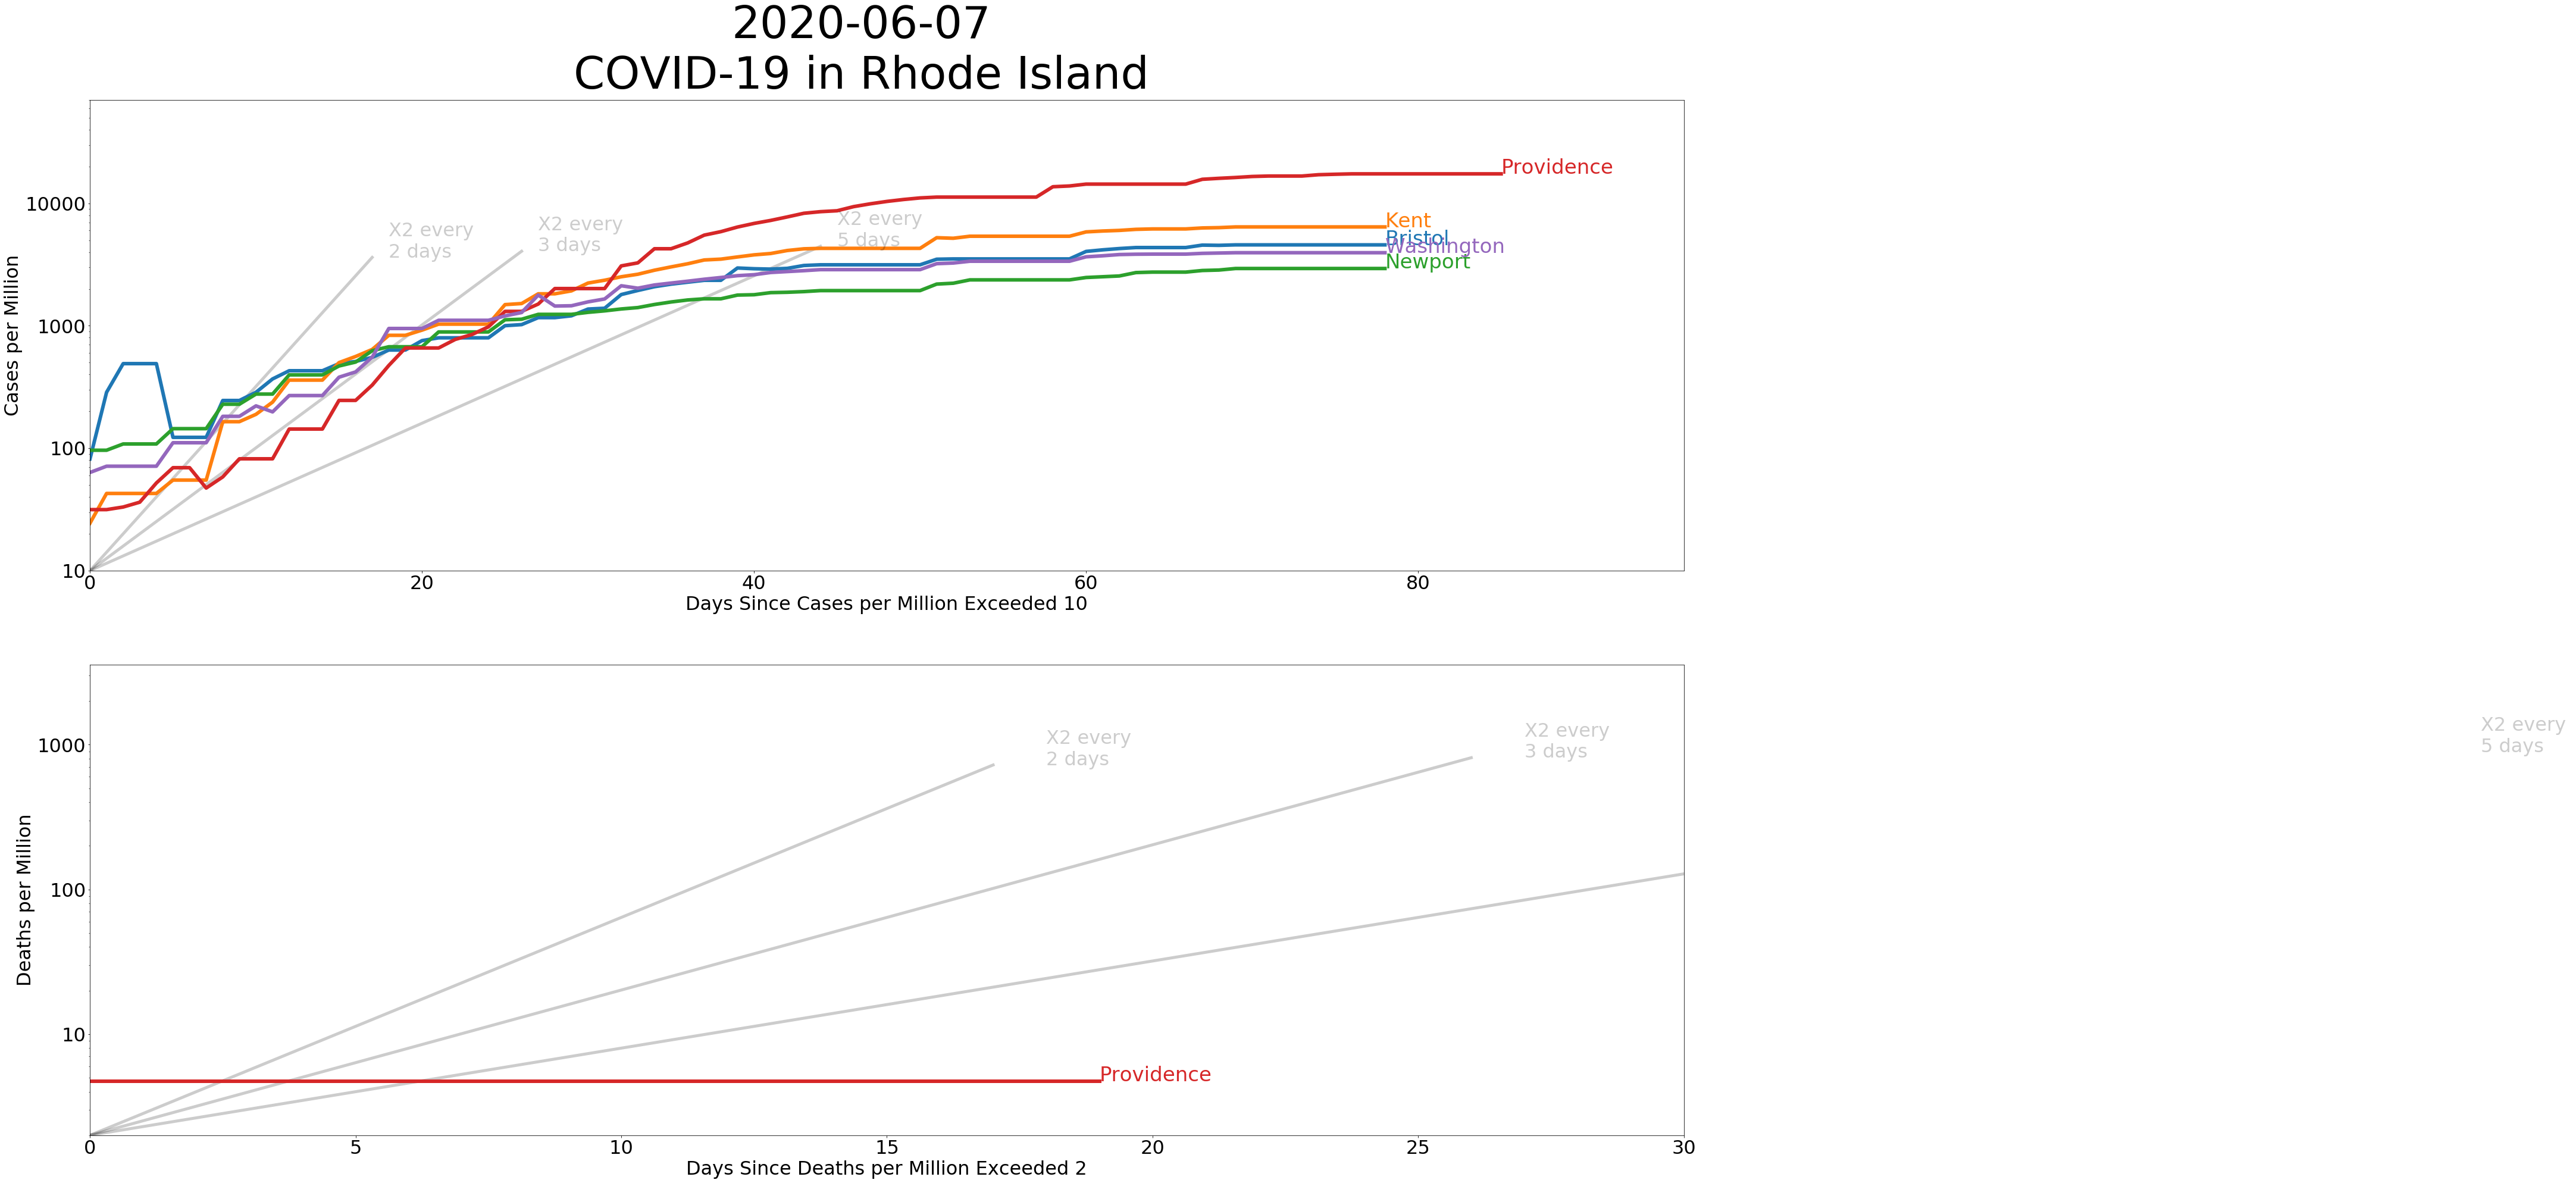 2020-06-07
COVID-19 in Rhode Island
Cases per Million
10000
1000
100
10
X2 every
2 days
X2 every
3 days
X2 every
5 days
Providence
Kent
Bristol
Washington
Newport
0
20
40
60
80
Days Since Cases per Million Exceeded 10
Deaths per Million
1000
100
10
X2 every
2 days
X2 every
3 days
X2 every
5 days
Providence
0
5
10
15
20
25
30
Days Since Deaths per Million Exceeded 2